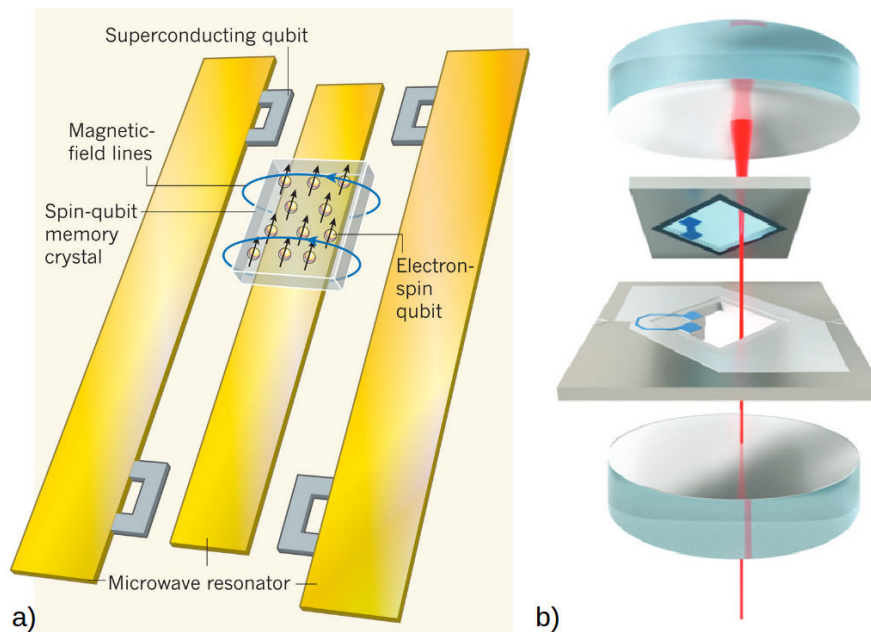 Superconducting qubit
Magnetic-
field lines
Spin-qubit
memory
crystal
Electron-
spin
qubit
Microwave resonator
a)
b)